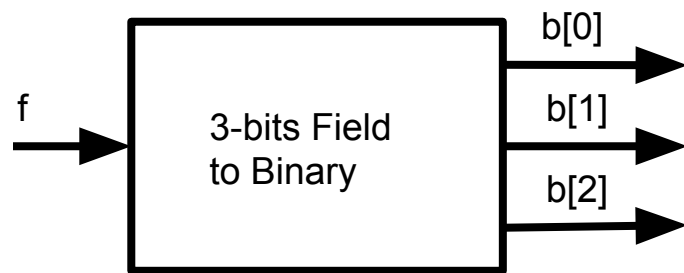 f
3-bits Field
to Binary
b[0]
b[1]
b[2]